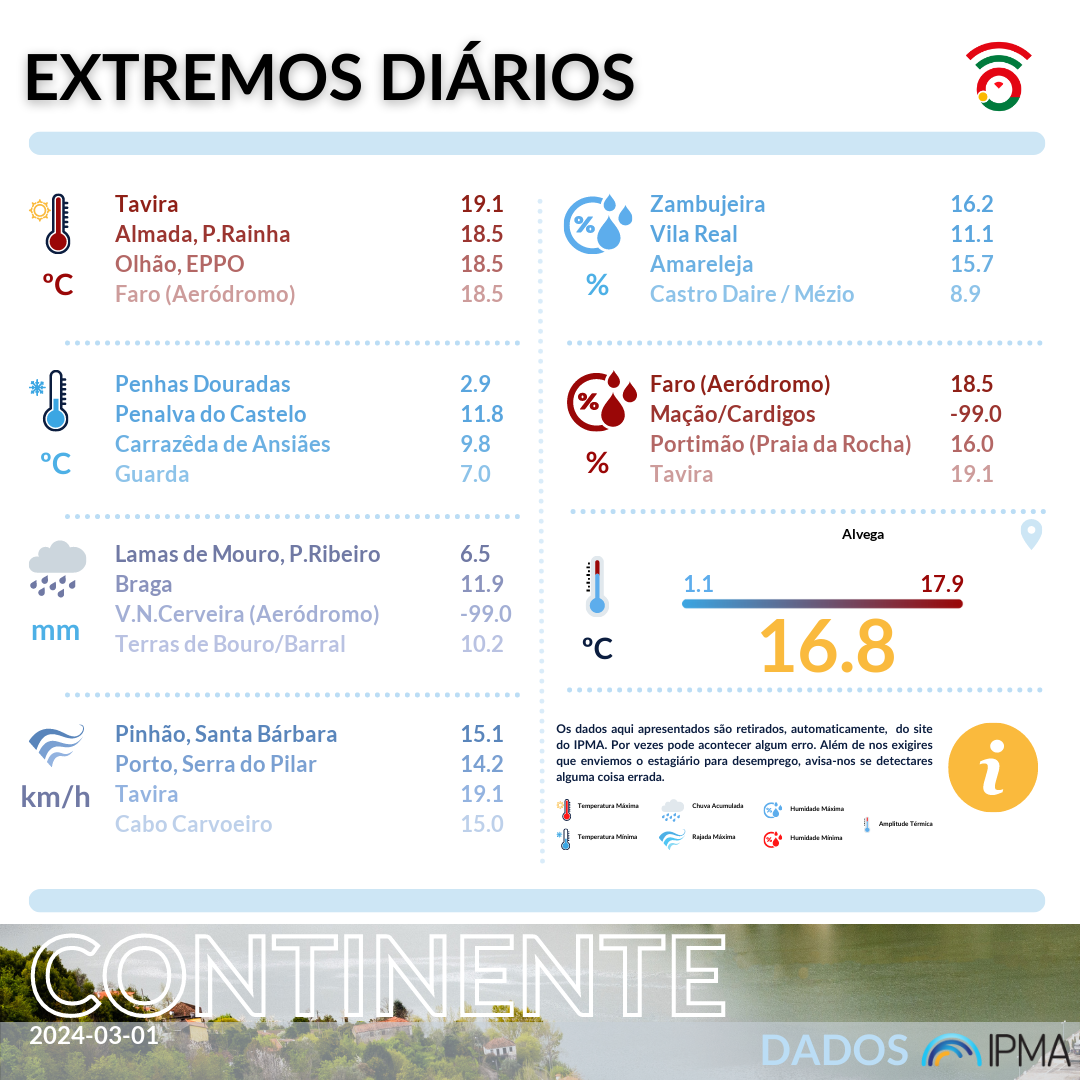 EXTREMOS DIÁRIOS
Tavira 19.1
Almada, P.Rainha 18.5
Olhão, EPPO 18.5
Faro (Aeródromo) 18.5
ºC
Penhas Douradas 2.9
Penalva do Castelo 11.8
Carrazêda de Ansiães 9.8
Guarda 7.0
ºC
Lamas de Mouro, P.Ribeiro 6.5
Braga 11.9
V.N.Cerveira (Aeródromo) -99.0
Terras de Bouro/Barral 10.2
mm
Pinhão, Santa Bárbara 15.1
Porto, Serra do Pilar 14.2
Tavira 19.1
Cabo Carvoeiro 15.0
km/h
%
Zambujeira 16.2
Vila Real 11.1
Amareleja 15.7
Castro Daire / Mézio 8.9
%
%
Faro (Aeródromo) 18.5
Mação/Cardigos -99.0
Portimão (Praia da Rocha) 16.0
Tavira 19.1
%
Alvega
1.1 17.9
16.8
ºC
Os dados aqui apresentados são retirados, automaticamente, do site
do IPMA. Por vezes pode acontecer algum erro. Além de nos exigires
que enviemos o estagiário para desemprego, avisa-nos se detectares
alguma coisa errada.
i
Temperatura Máxima Chuva Acumulada Humidade Máxima
Amplitude Térmica
Temperatura Mínima Rajada Máxima Humidade Mínima
CONTINENTE
2024-03-01
DADOS IPMA